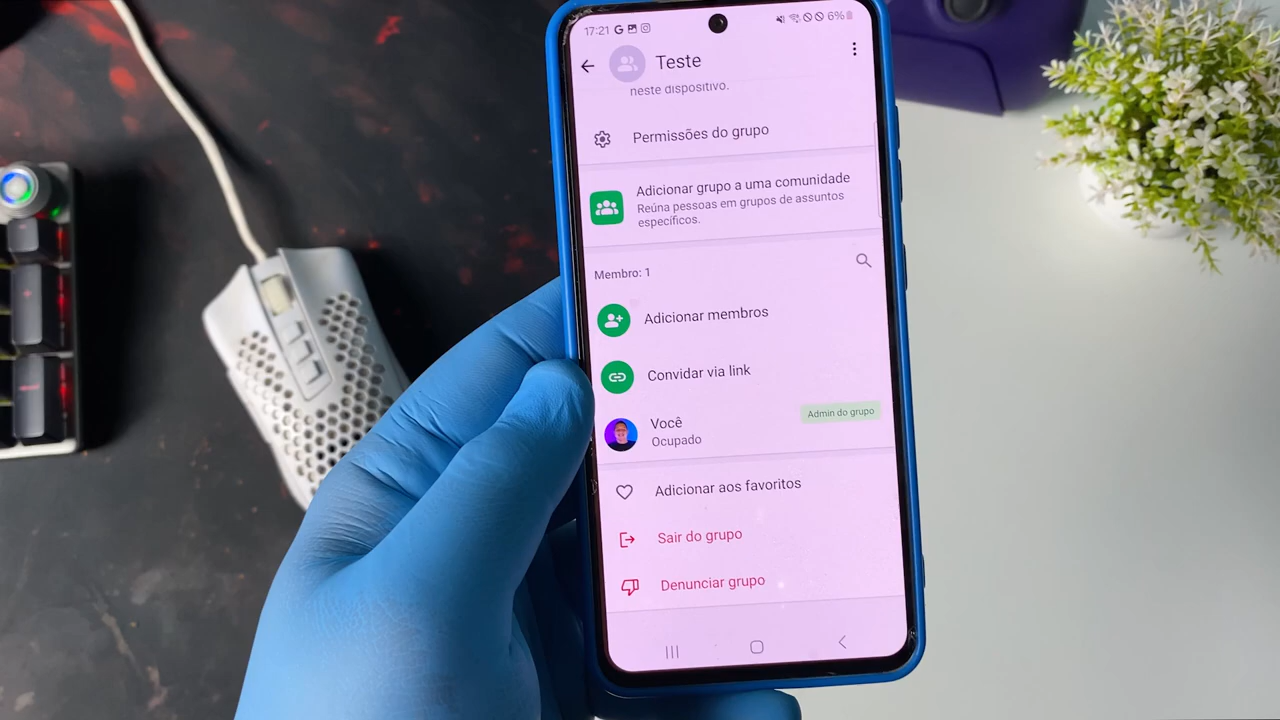 17:21 G 6%
Teste
neste dispositivo.
Permissões do grupo
Adicionar grupo a uma comunidade
Reúna pessoas em grupos de assuntos
específicos.
Membro: 1
Adicionar membros
Convidar via link
Você
Admin do grupo
Ocupado
Adicionar aos favoritos
Sair do grupo
Denunciar grupo